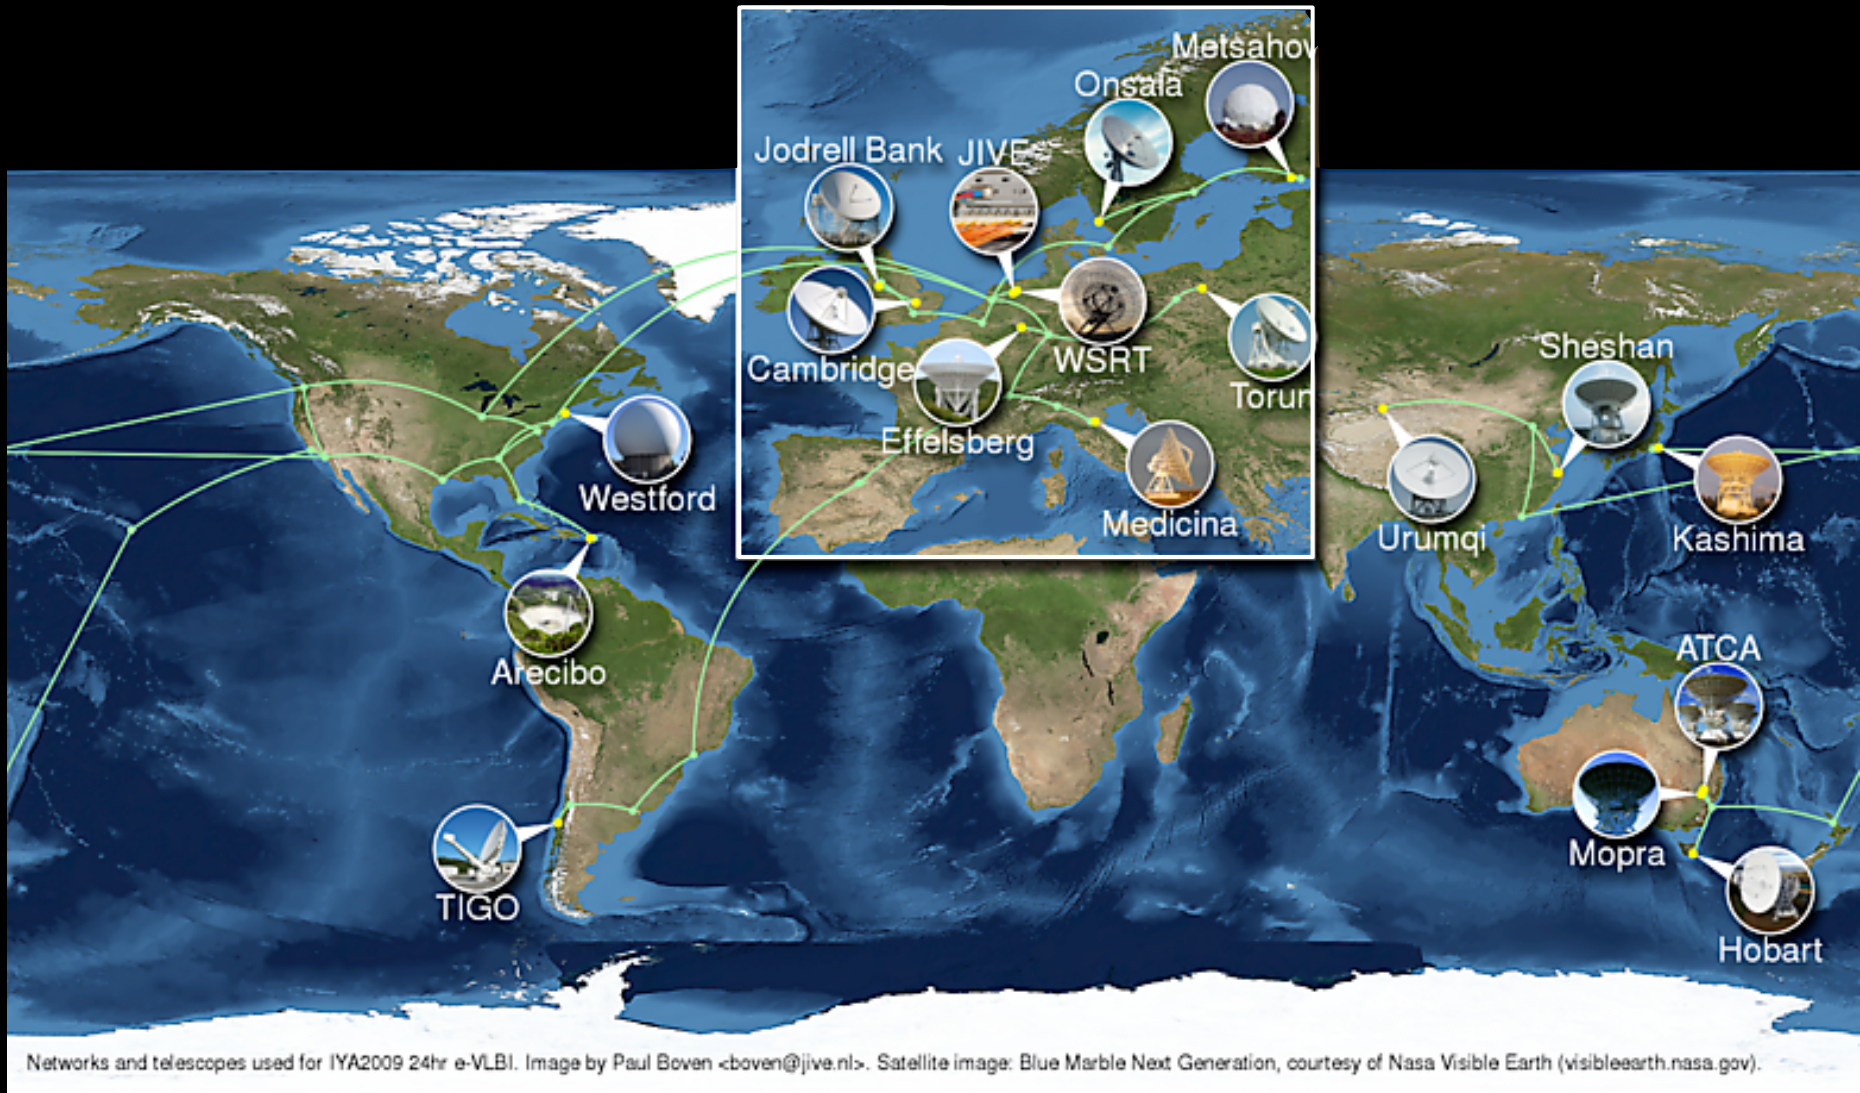 Metsahov
Onsala
Jodrell Bank
JIVE
Cambridge
WSRT
Torun
Effelsberg
Medicina
Westford
Arecibo
TIGO
Sheshan
Urumqi
Kashima
ATCA
Mopra
Hobart
Networks and telescopes used for IYA2009 24hr e-VLBI. Image by Paul Boven <boven@jive.nl>. Satellite image: Blue Marble Next Generation, courtesy of Nasa Visible Earth (visibleearth.nasa.gov).